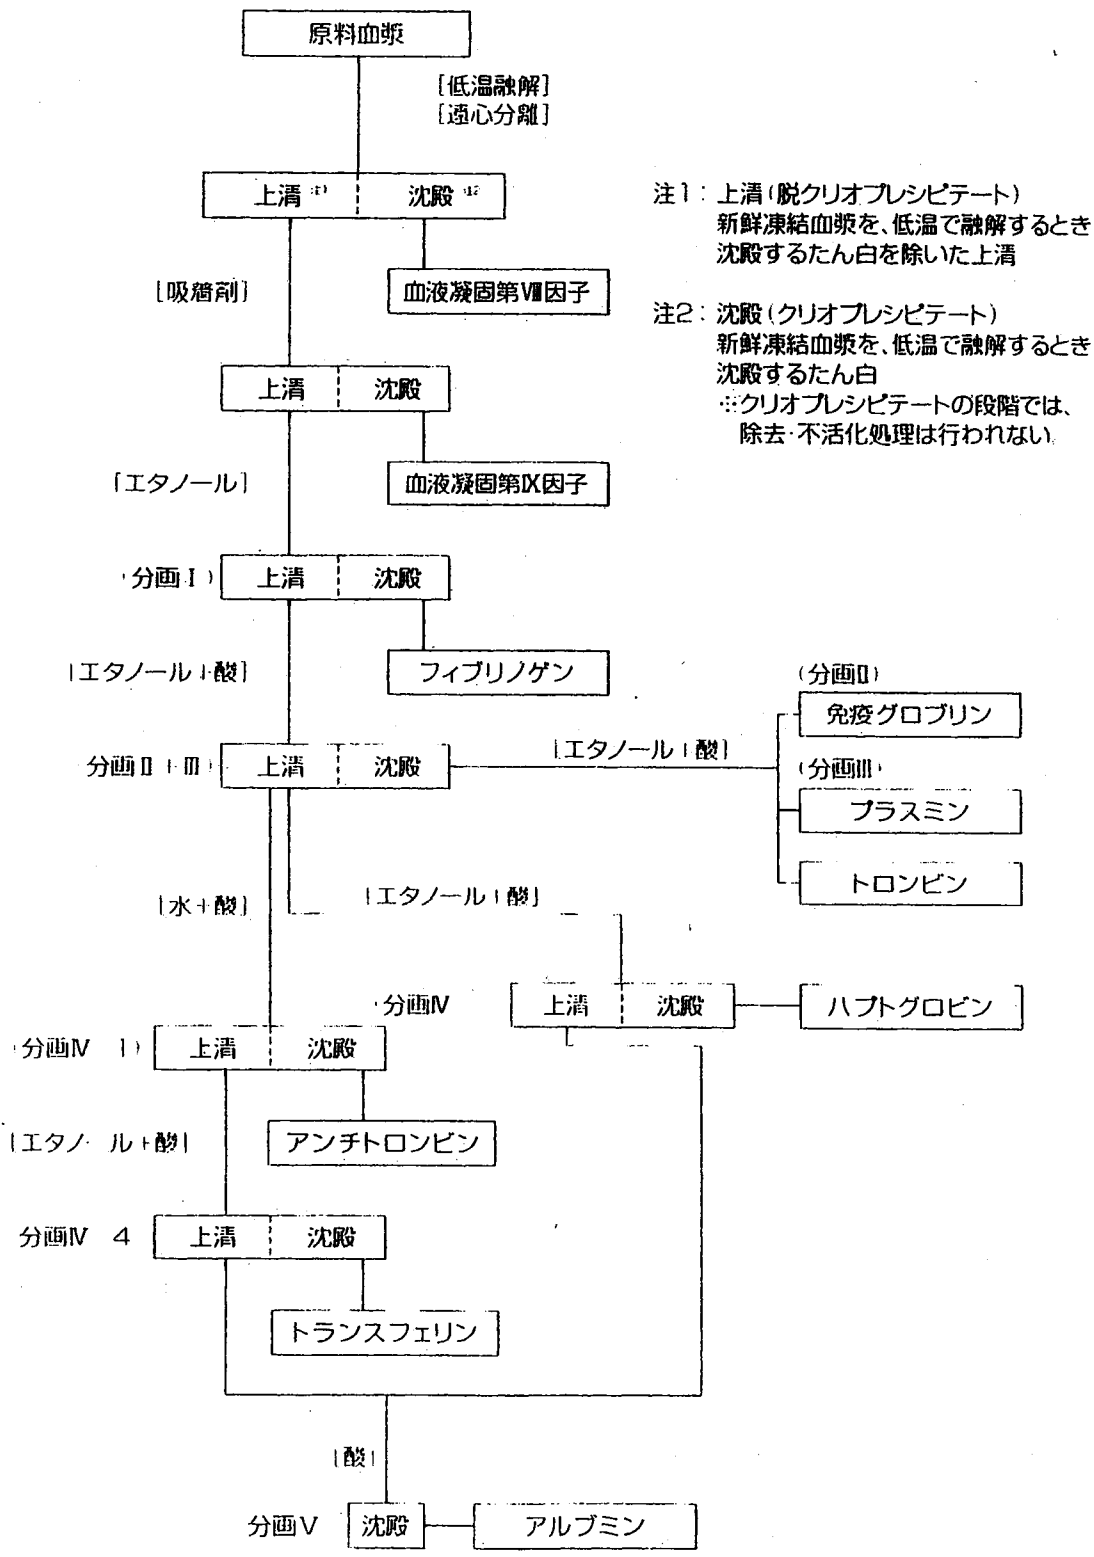 原料血漿
[低温融解]
[遠心分離]
上清 注1 沈殿 注2
注1：上清(脱クリオプレシピテート)
新鮮凍結血漿を、低温で融解するとき
沈殿するたん白を除いた上清
[吸着剤]
血液凝固第Ⅷ因子
注2：沈殿(クリオプレシピテート)
新鮮凍結血漿を、低温で融解するとき
沈殿するたん白
※クリオプレシピテートの段階では、
除去・不活化処理は行われない
上清 沈殿
[エタノール]
血液凝固第Ⅸ因子
(分画Ⅰ) 上清 沈殿
[エタノール+酸]
フィブリノゲン
(分画Ⅱ)
免疫グロブリン
分画Ⅱ+Ⅲ) 上清 沈殿
[エタノール+酸]
(分画Ⅲ)
プラスミン
トロンビン
[水+酸]
[エタノール+酸]
分画Ⅳ 上清 沈殿
ハプトグロビン
(分画Ⅳ 1) 上清 沈殿
[エタノール+酸]
アンチトロンビン
分画Ⅳ 4 上清 沈殿
トランスフェリン
[酸]
分画Ⅴ 沈殿
アルブミン